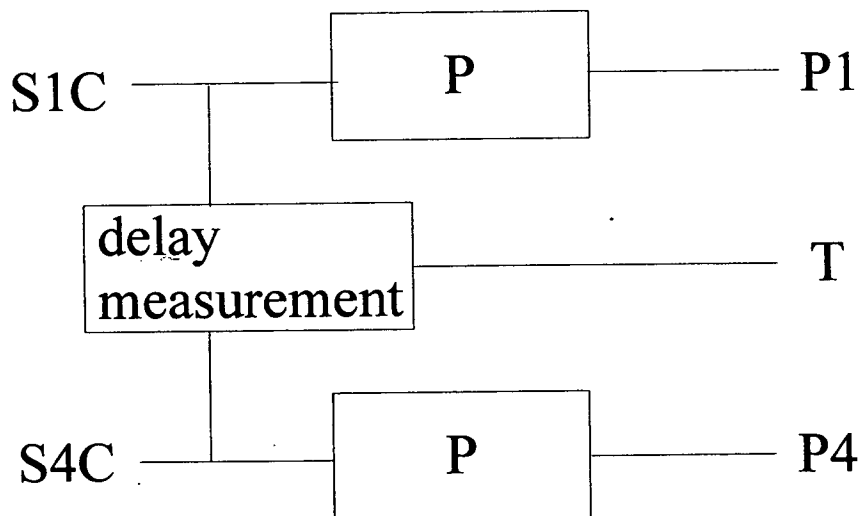 S1C
P
P1
delay
measurement
T
S4C
P
P4